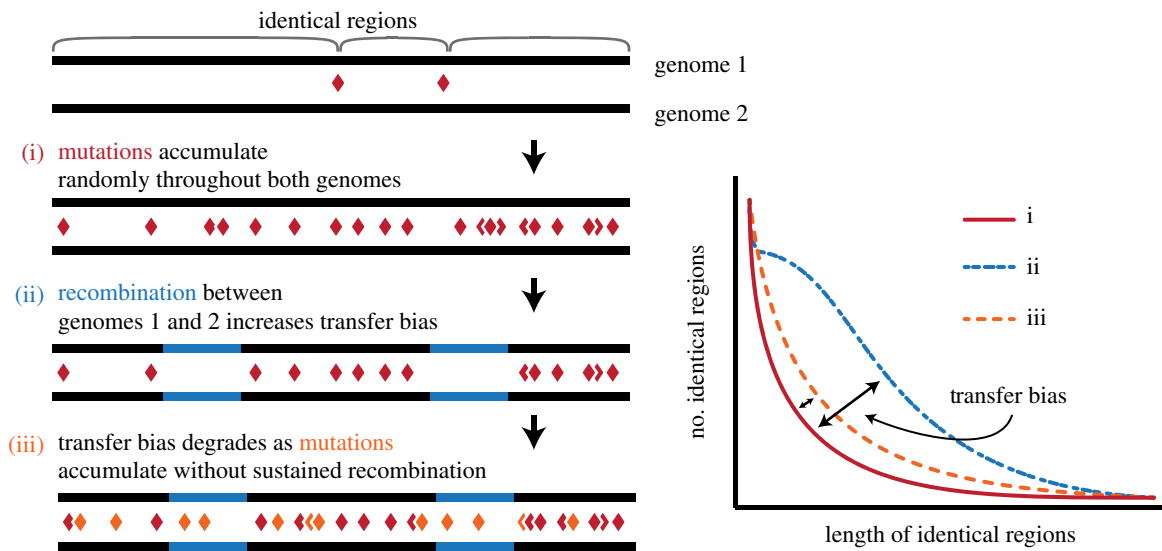 identical regions
genome 1
genome 2
(i) mutations accumulate
randomly throughout both genomes
(ii) recombination between
genomes 1 and 2 increases transfer bias
(iii) transfer bias degrades as mutations
accumulate without sustained recombination
no. identical regions
i
ii
iii
transfer bias
length of identical regions